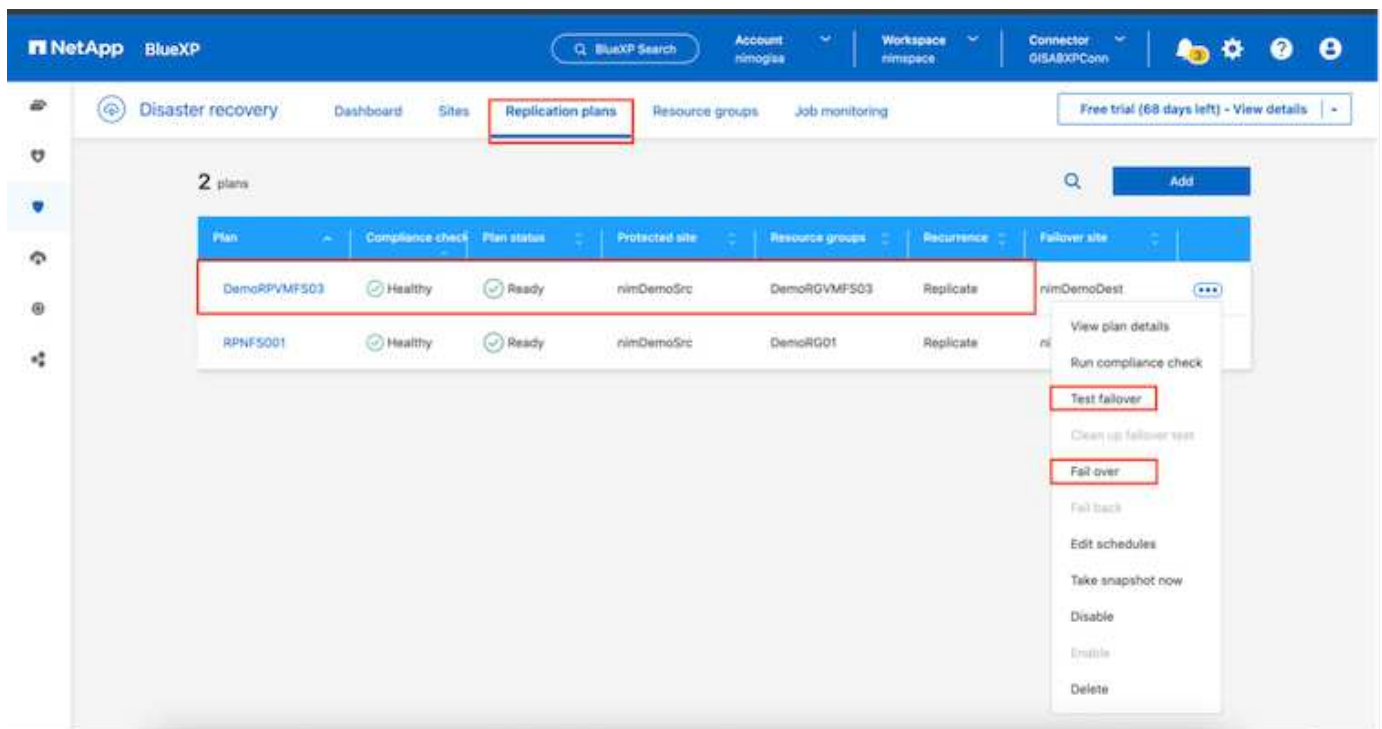 NetApp BlueXP BlueXP Search Account Workspace Connector
nimogisa nimspace GISABXPConn 3
Disaster recovery Dashboard Sites Replication plans Resource groups Job monitoring Free trial (68 days left) - View details
2 plans Add
Plan Compliance check Plan status Protected site Resource groups Recurrence Failover site
DemoRPVMFS03 Healthy Ready nimDemoSrc DemoRGVMFS03 Replicate nimDemoDest
RPNFS001 Healthy Ready nimDemoSrc DemoRG01 Replicate ni
View plan details
Run compliance check
Test failover
Clean up failover test
Fail over
Fail back
Edit schedules
Take snapshot now
Disable
Enable
Delete